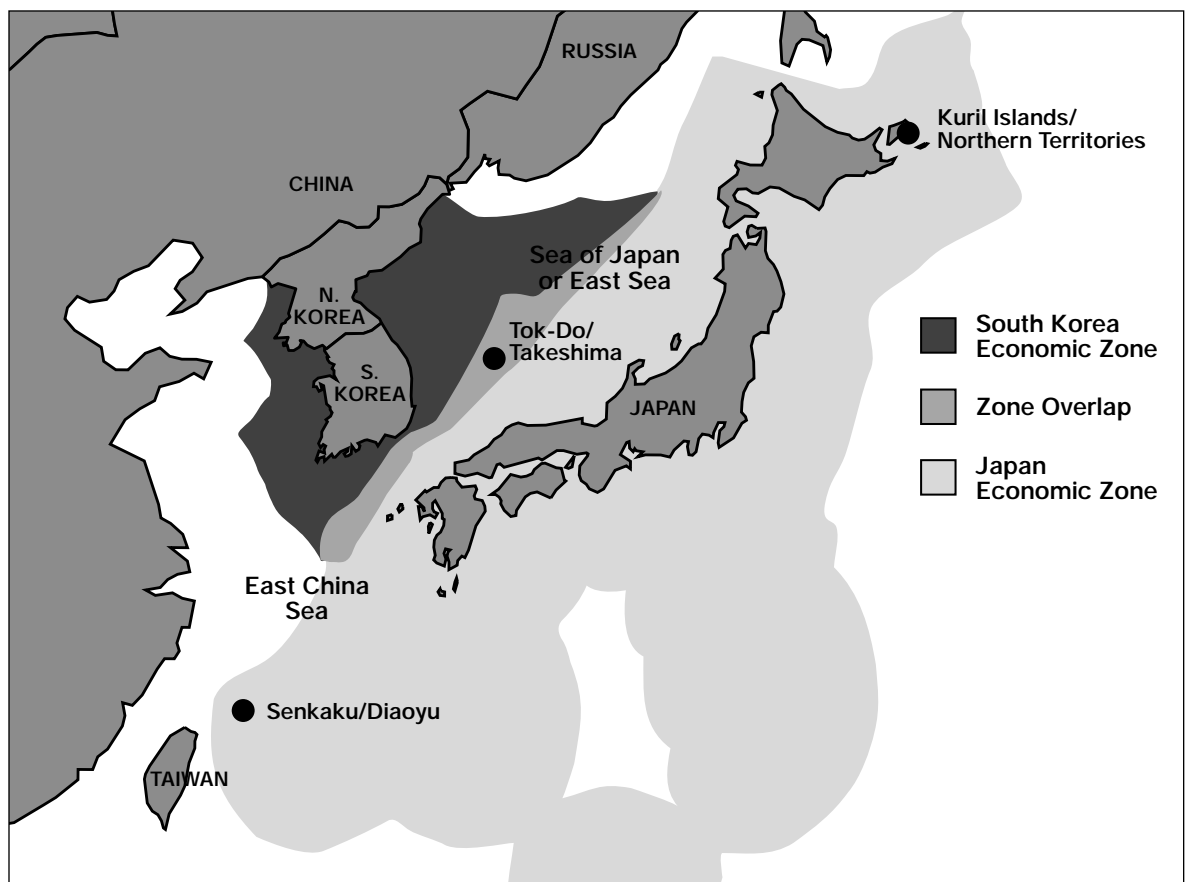 RUSSIA
Kuril Islands/
Northern Territories
CHINA
Sea of Japan
or East Sea
N.
KOREA
Tok-Do/
Takeshima
S.
KOREA
JAPAN
South Korea
Economic Zone
Zone Overlap
Japan
Economic Zone
East China
Sea
Senkaku/Diaoyu
TAIWAN